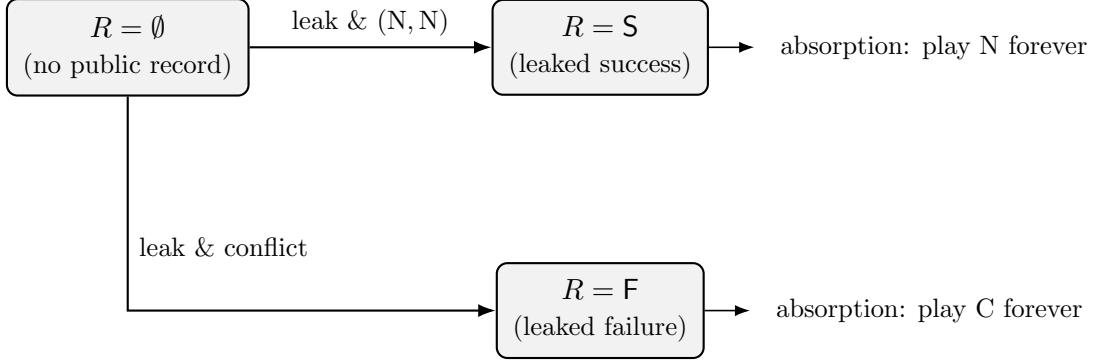 R = ∅
(no public record)
leak & (N, N)
R = S
(leaked success)
absorption: play N forever
leak & conflict
R = F
(leaked failure)
absorption: play C forever